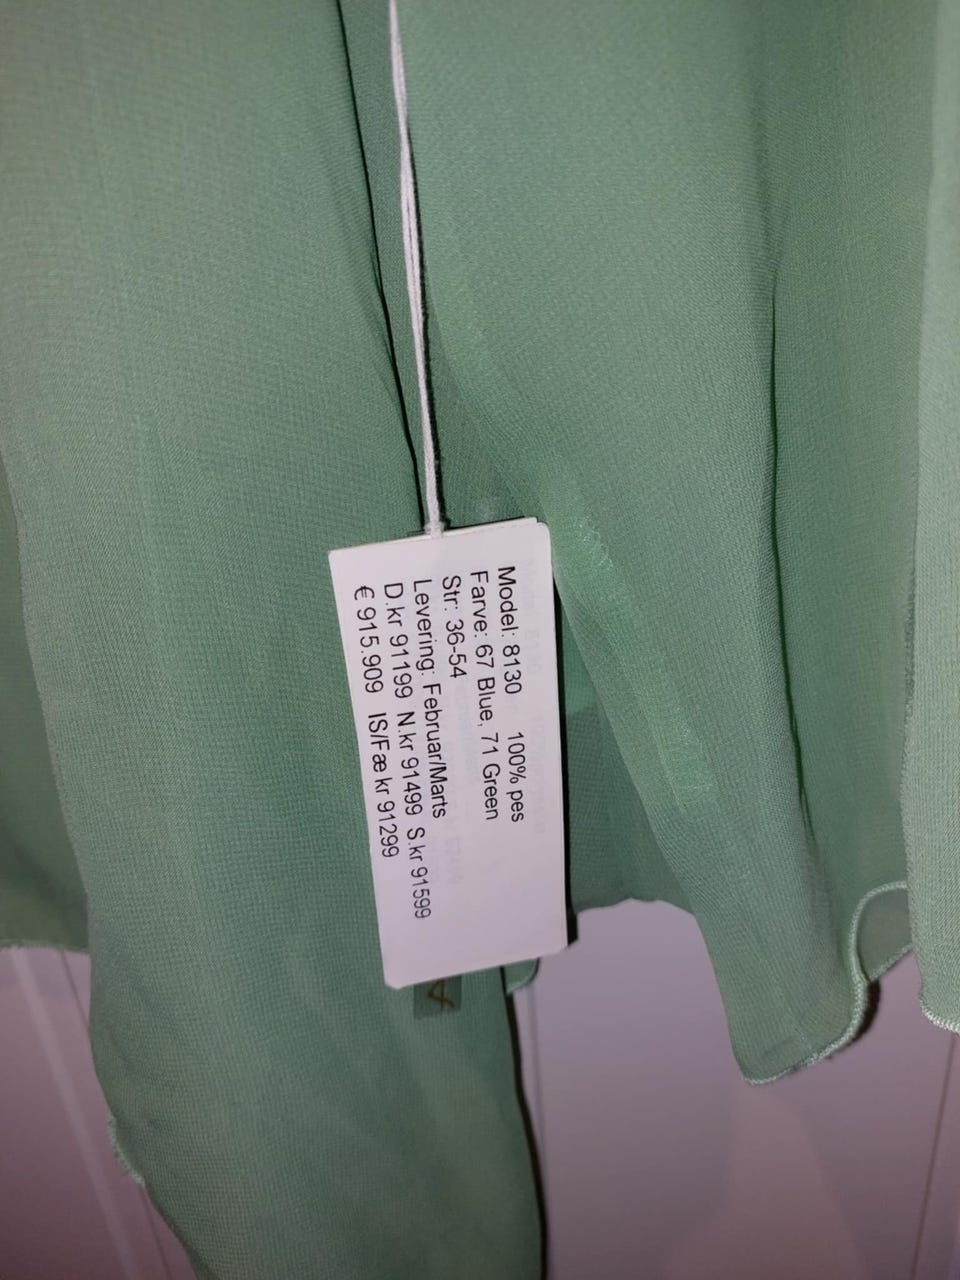 Model: 8130 100% pes
Farve: 67 Blue, 71 Green
Str: 36-54
Levering: Februar/Marts
D.kr 91199 N.kr 91499 S.kr 91599
€ 915.909 IS/Fæ kr 91299